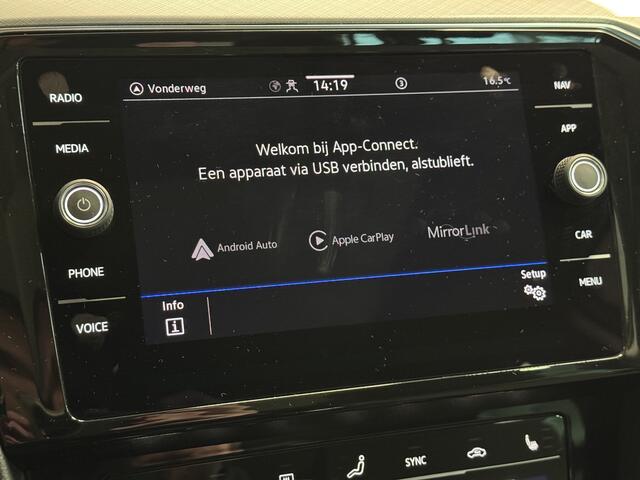 RADIO
MEDIA
PHONE
VOICE
Vonderweg
14:19
3
16.5°C
Welkom bij App-Connect.
Een apparaat via USB verbinden, alstublieft.
Android Auto
Apple CarPlay
MirrorLink
Info
Setup
NAV
APP
CAR
MENU
SYNC